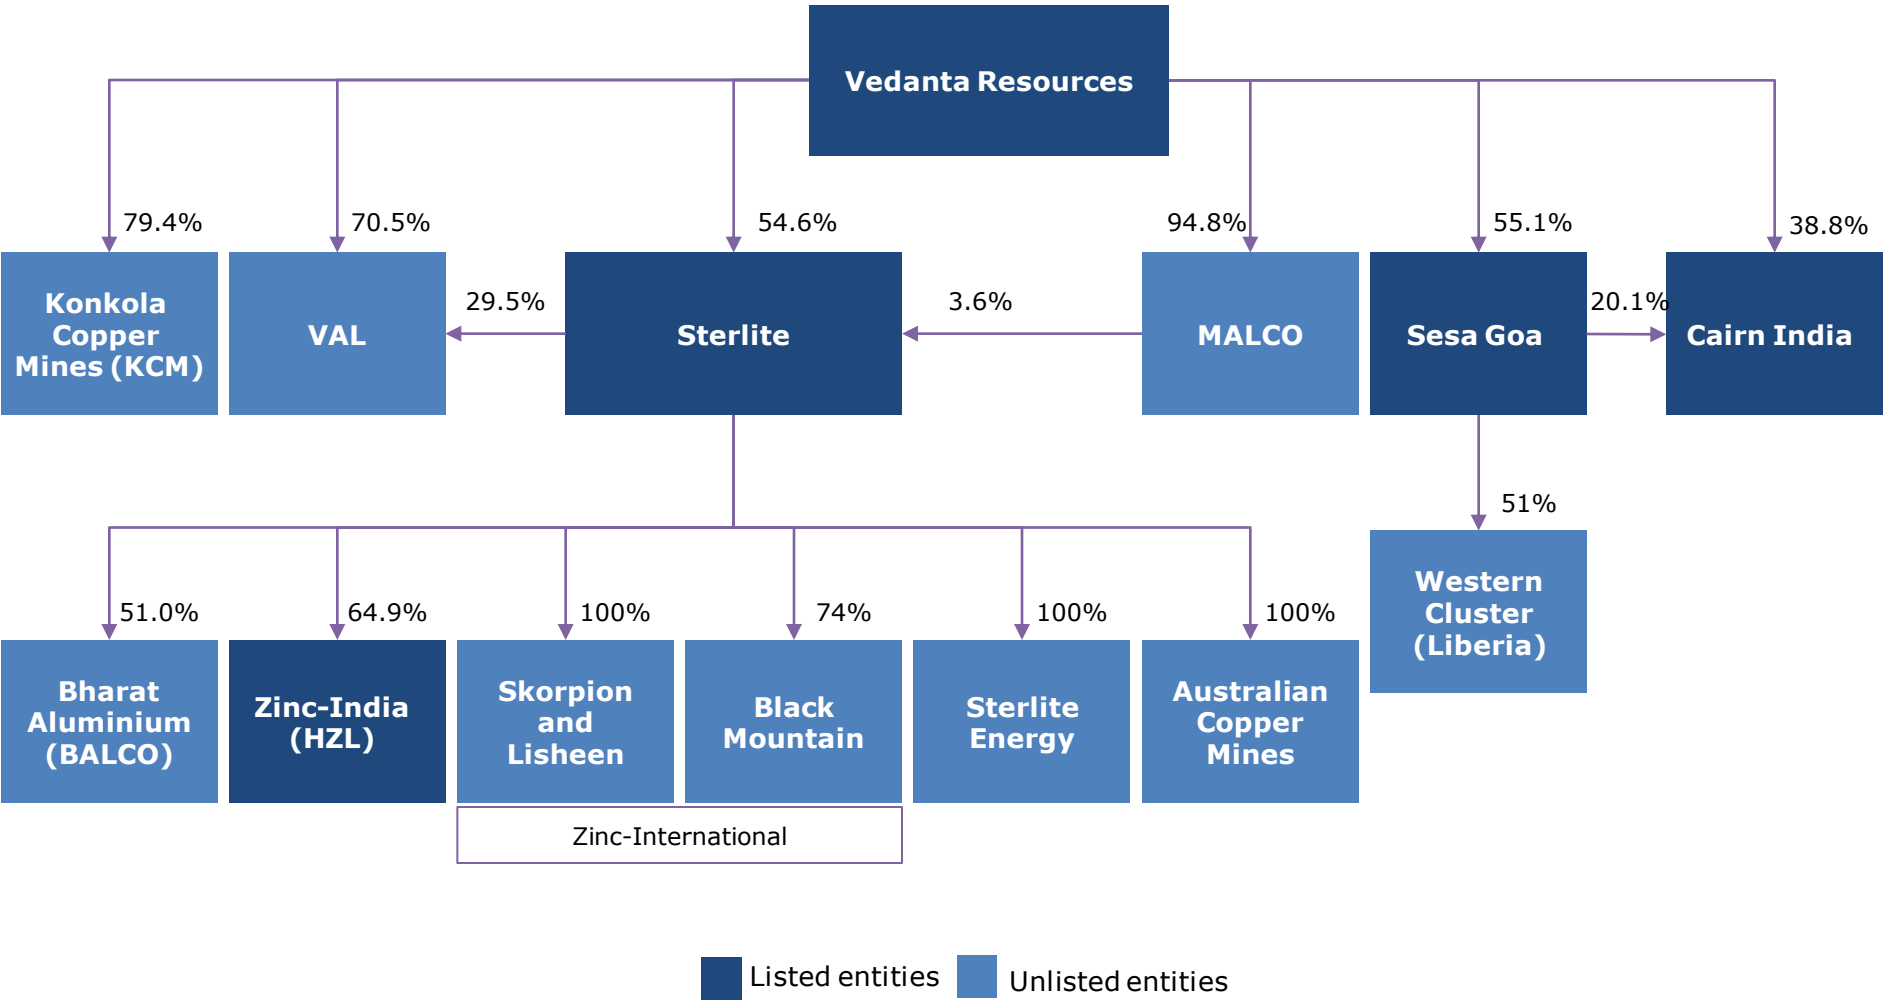 Vedanta Resources
79.4%
70.5%
54.6%
94.8%
55.1%
38.8%
Konkola
Copper
Mines (KCM)
VAL
29.5%
Sterlite
3.6%
MALCO
Sesa Goa
20.1%
Cairn India
51%
Western
Cluster
(Liberia)
51.0%
64.9%
100%
74%
100%
100%
Bharat
Aluminium
(BALCO)
Zinc–India
(HZL)
Skorpion
and
Lisheen
Black
Mountain
Sterlite
Energy
Australian
Copper
Mines
Zinc-International
Listed entities
Unlisted entities